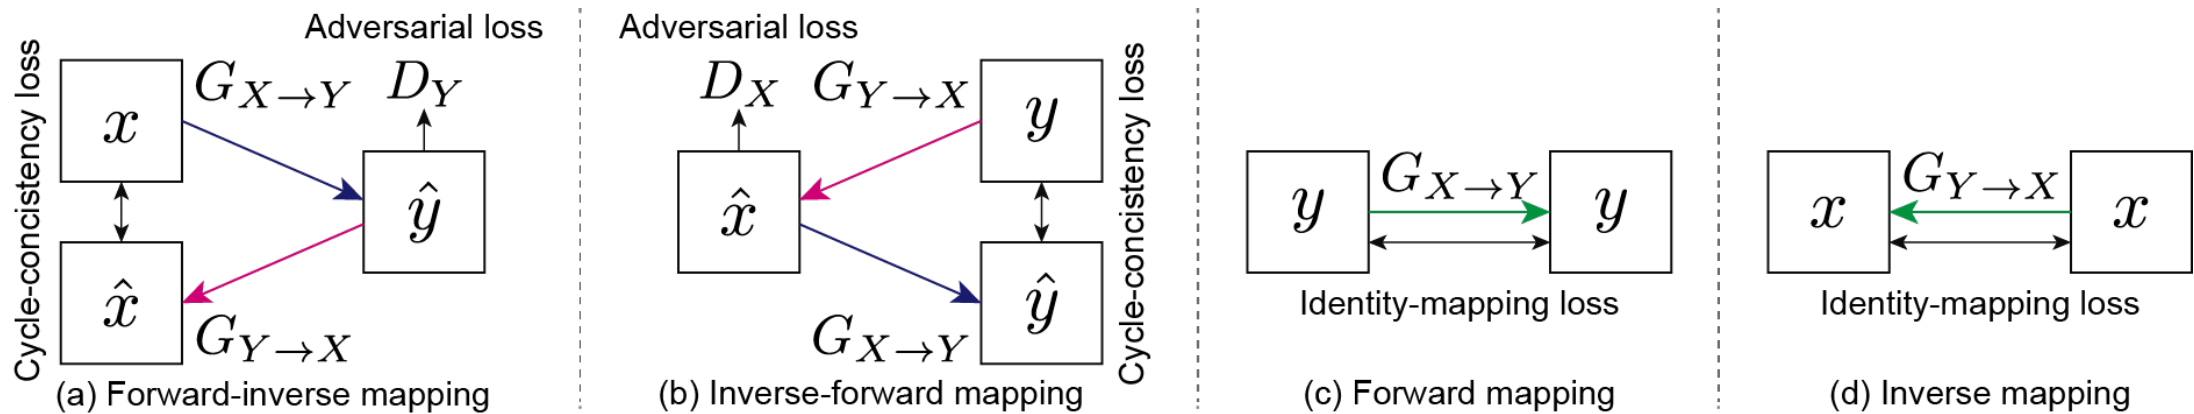 Adversarial loss
Cycle-concistency loss
x
G_{X→Y}
D_Y
ŷ
x̂
G_{Y→X}
(a) Forward-inverse mapping
Adversarial loss
D_X
G_{Y→X}
y
Cycle-concistency loss
x̂
ŷ
G_{X→Y}
(b) Inverse-forward mapping
y
G_{X→Y}
y
Identity-mapping loss
(c) Forward mapping
x
G_{Y→X}
x
Identity-mapping loss
(d) Inverse mapping